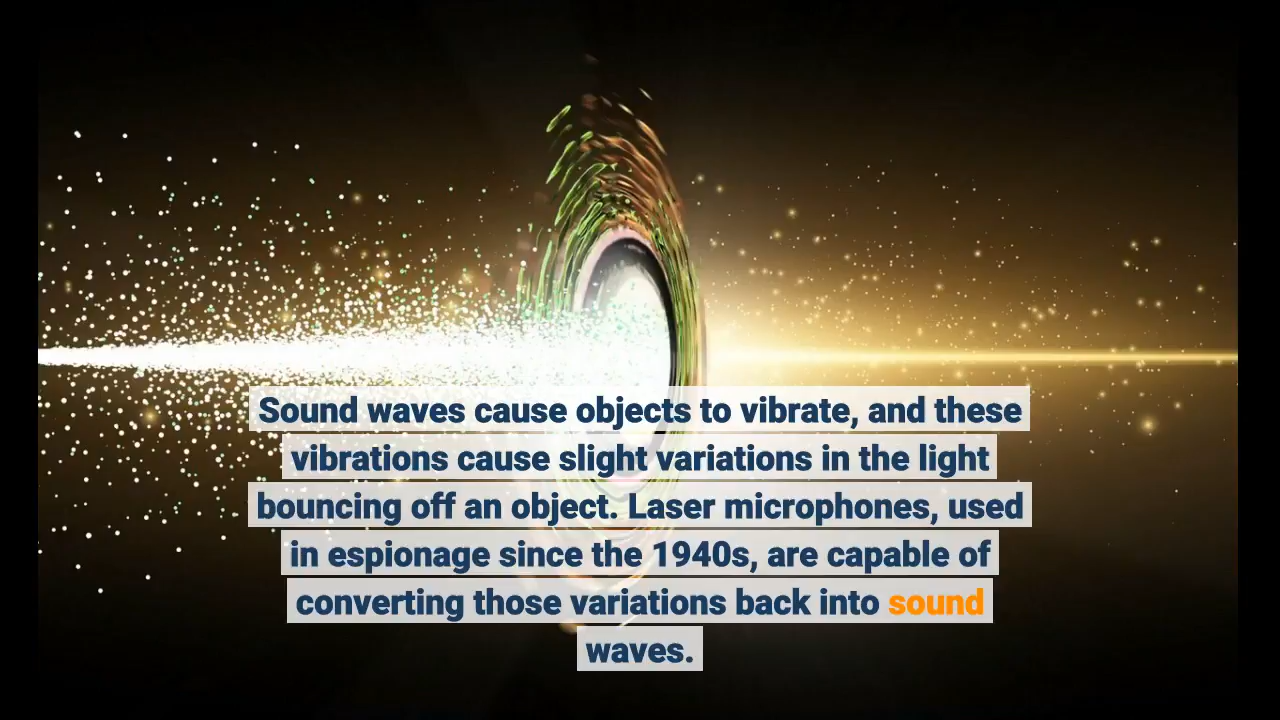 Sound waves cause objects to vibrate, and these
vibrations cause slight variations in the light
bouncing off an object. Laser microphones, used
in espionage since the 1940s, are capable of
converting those variations back into sound
waves.